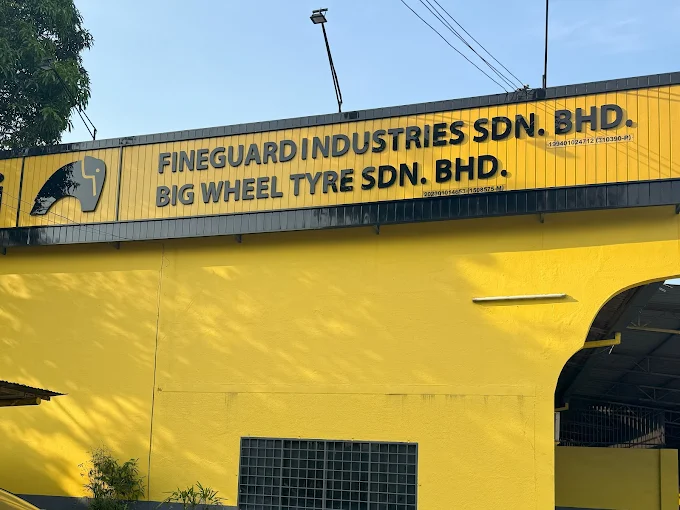 FINEGUARD INDUSTRIES SDN. BHD.
BIG WHEEL TYRE SDN. BHD.